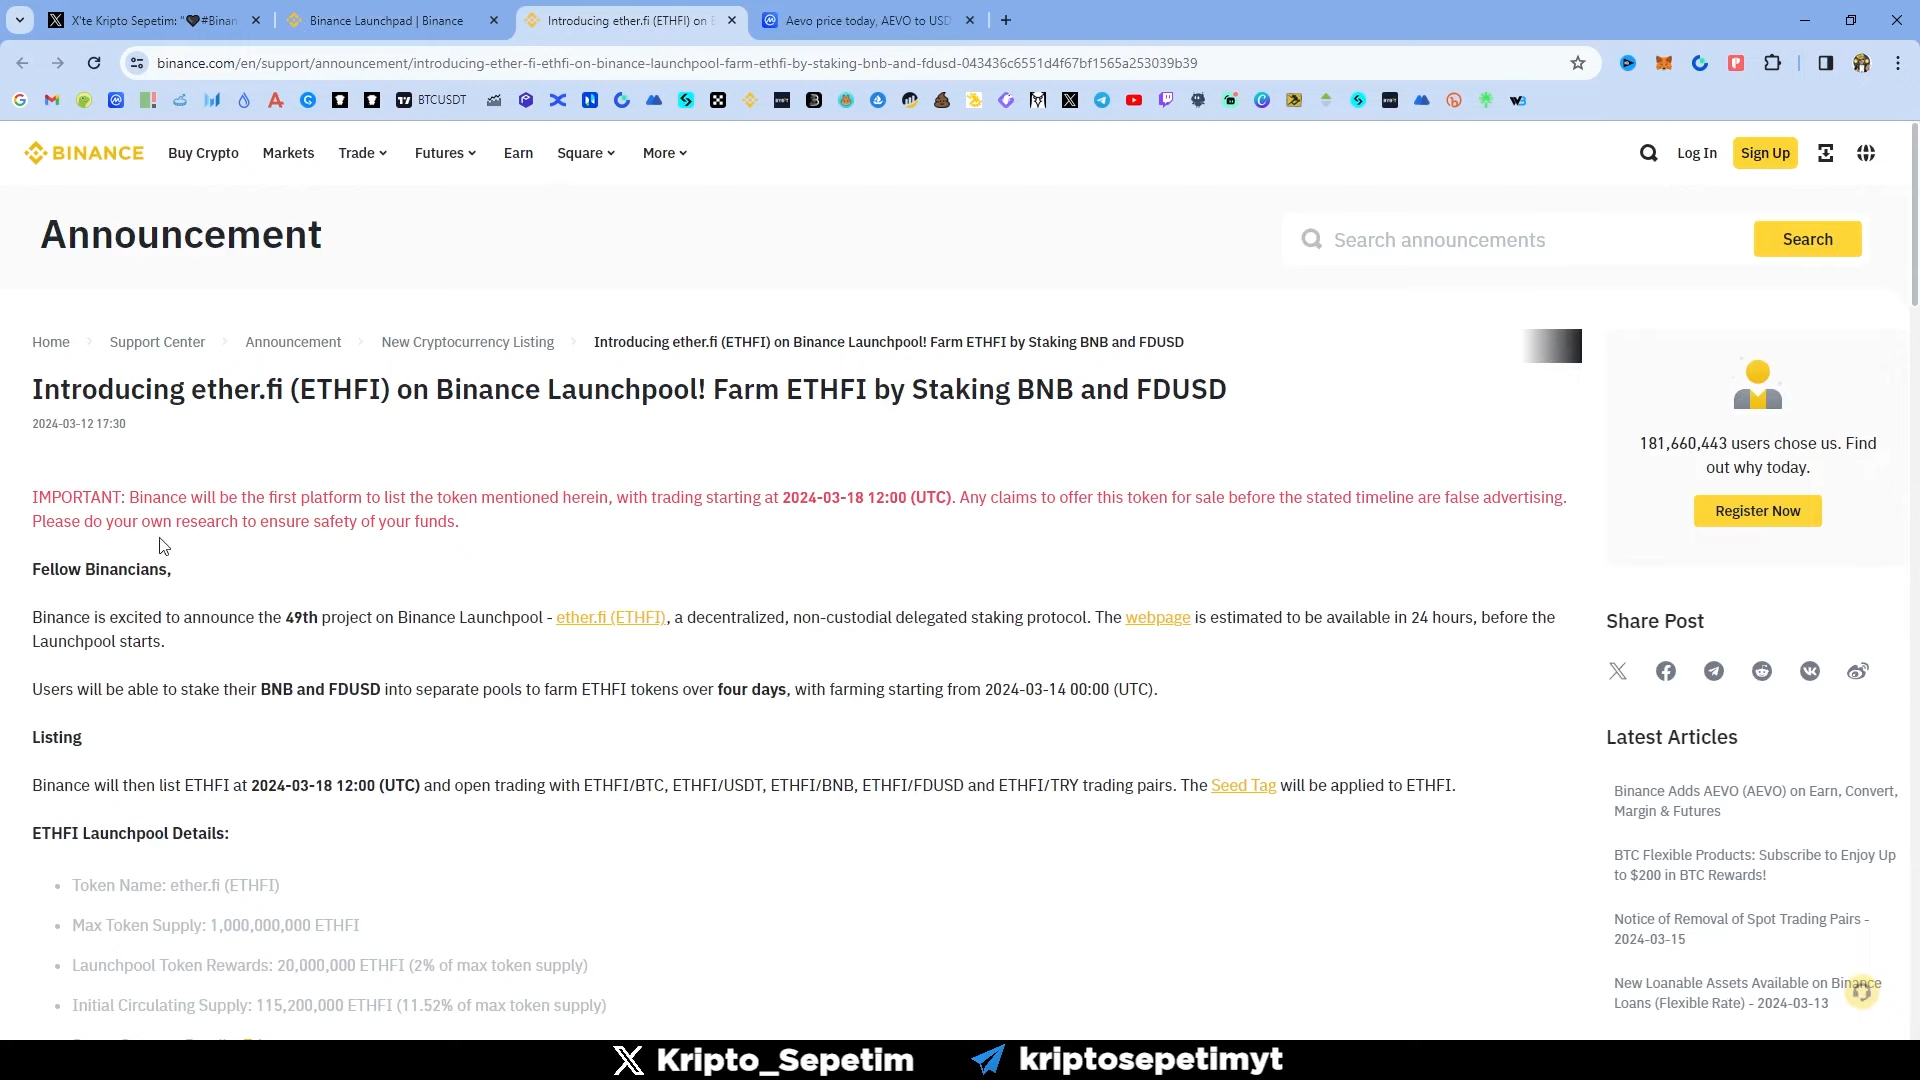 X'te Kripto Sepetim: "🖤#Binan
Binance Launchpad | Binance
Introducing ether.fi (ETHFI) on B
Aevo price today, AEVO to USD
binance.com/en/support/announcement/introducing-ether-fi-ethfi-on-binance-launchpool-farm-ethfi-by-staking-bnb-and-fdusd-043436c6551d4f67bf1565a253039b39
BTCUSDT
BINANCE
Buy Crypto
Markets
Trade
Futures
Earn
Square
More
Log In
Sign Up
Announcement
Search announcements
Search
Home
Support Center
Announcement
New Cryptocurrency Listing
Introducing ether.fi (ETHFI) on Binance Launchpool! Farm ETHFI by Staking BNB and FDUSD
Introducing ether.fi (ETHFI) on Binance Launchpool! Farm ETHFI by Staking BNB and FDUSD
2024-03-12 17:30
IMPORTANT: Binance will be the first platform to list the token mentioned herein, with trading starting at 2024-03-18 12:00 (UTC). Any claims to offer this token for sale before the stated timeline are false advertising.
Please do your own research to ensure safety of your funds.
Fellow Binancians,
Binance is excited to announce the 49th project on Binance Launchpool - ether.fi (ETHFI), a decentralized, non-custodial delegated staking protocol. The webpage is estimated to be available in 24 hours, before the
Launchpool starts.
Users will be able to stake their BNB and FDUSD into separate pools to farm ETHFI tokens over four days, with farming starting from 2024-03-14 00:00 (UTC).
Listing
Binance will then list ETHFI at 2024-03-18 12:00 (UTC) and open trading with ETHFI/BTC, ETHFI/USDT, ETHFI/BNB, ETHFI/FDUSD and ETHFI/TRY trading pairs. The Seed Tag will be applied to ETHFI.
ETHFI Launchpool Details:
• Token Name: ether.fi (ETHFI)
• Max Token Supply: 1,000,000,000 ETHFI
• Launchpool Token Rewards: 20,000,000 ETHFI (2% of max token supply)
• Initial Circulating Supply: 115,200,000 ETHFI (11.52% of max token supply)
181,660,443 users chose us. Find
out why today.
Register Now
Share Post
Latest Articles
Binance Adds AEVO (AEVO) on Earn, Convert,
Margin & Futures
BTC Flexible Products: Subscribe to Enjoy Up
to $200 in BTC Rewards!
Notice of Removal of Spot Trading Pairs -
2024-03-15
New Loanable Assets Available on Binance
Loans (Flexible Rate) - 2024-03-13
Kripto_Sepetim
kriptosepetimyt